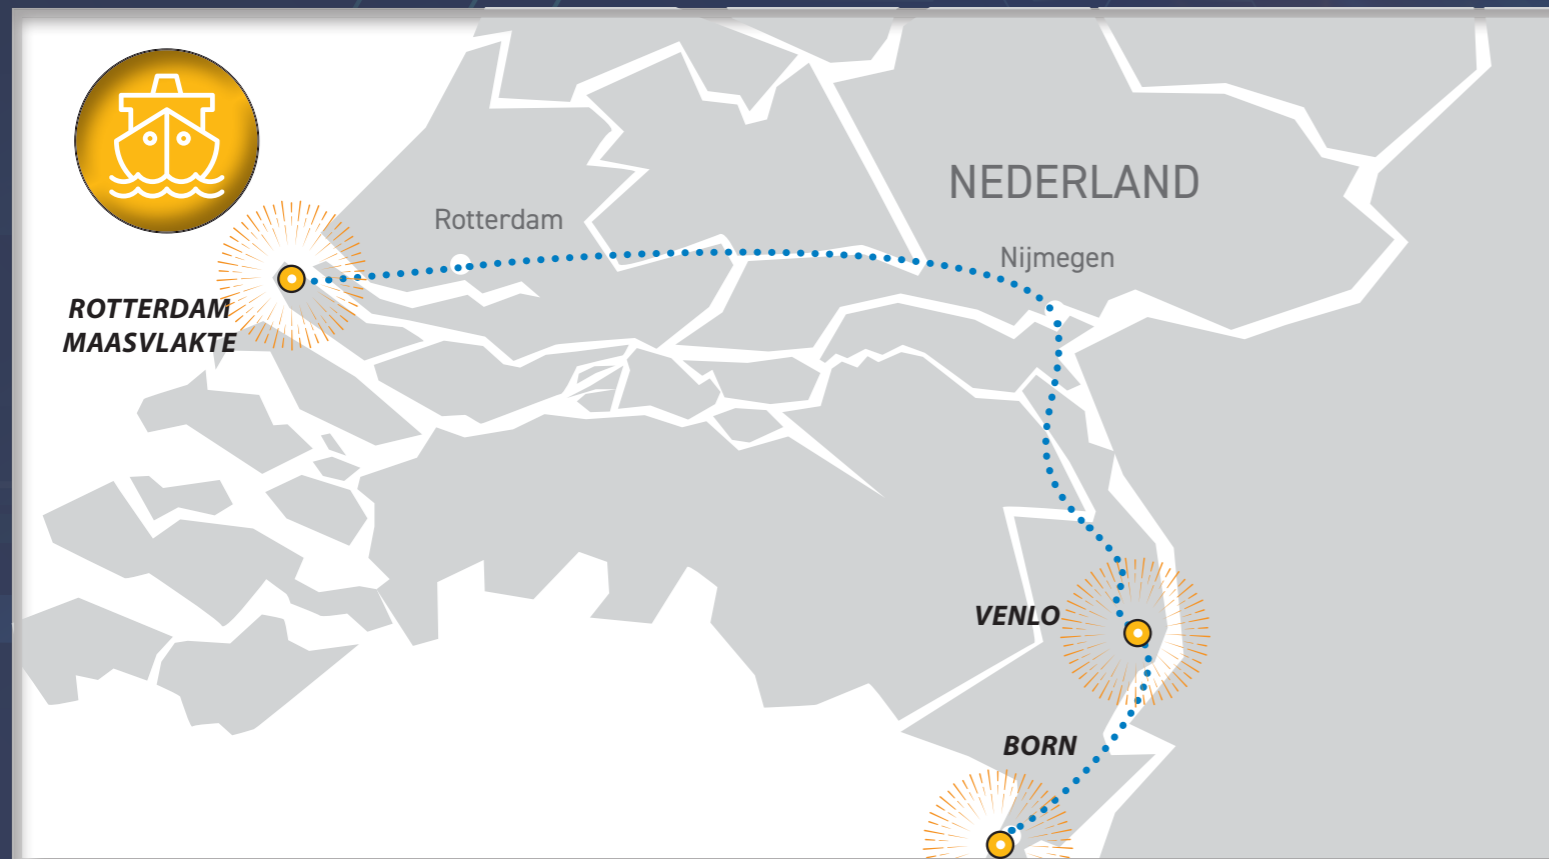 NEDERLAND
Rotterdam
Nijmegen
ROTTERDAM
MAASVLAKTE
VENLO
BORN